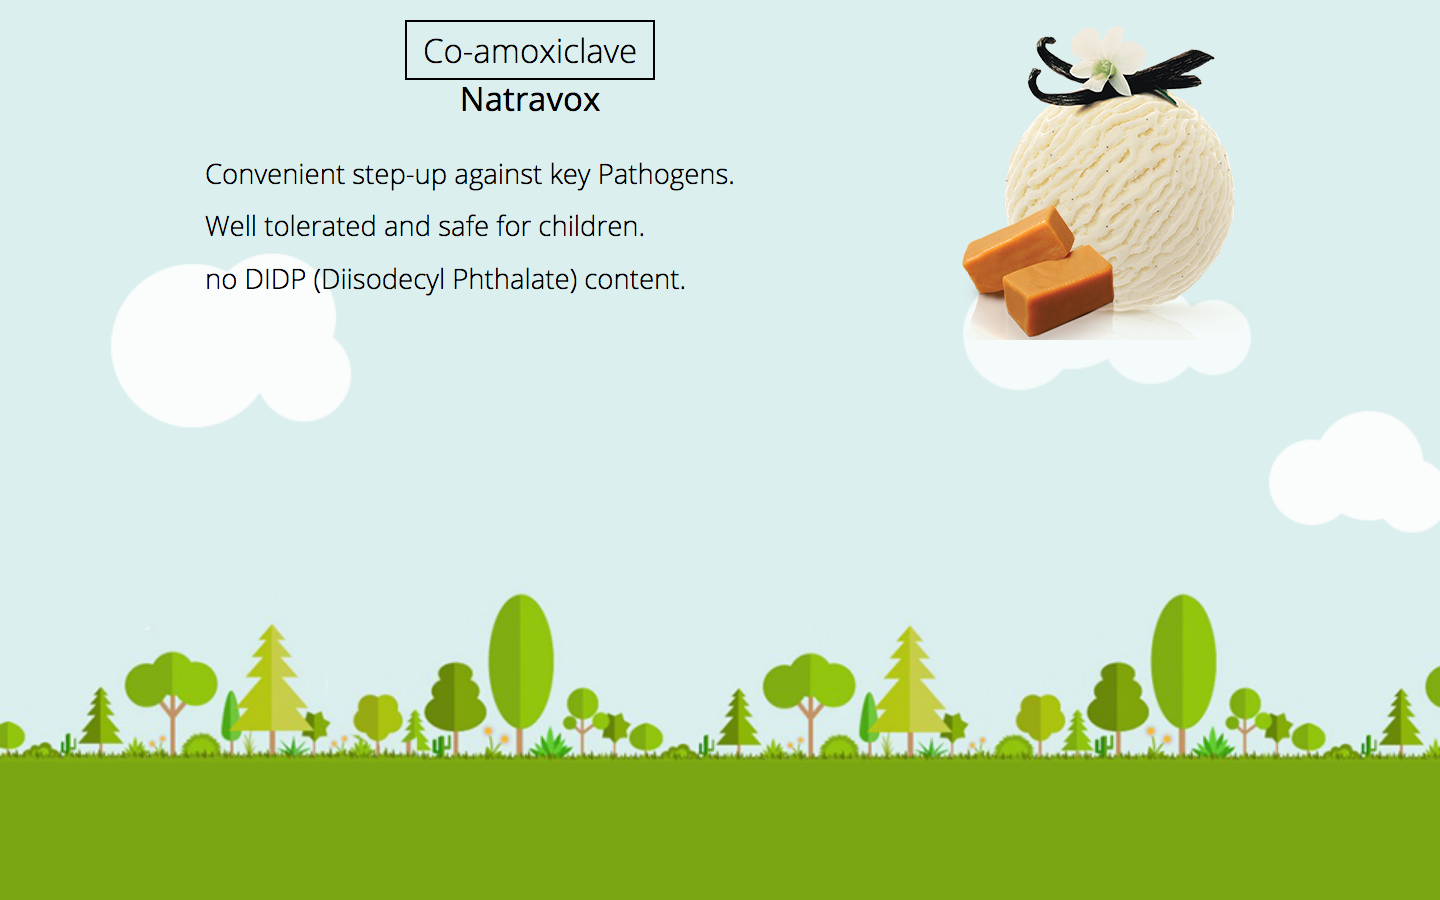 Co-amoxiclave
Natravox
Convenient step-up against key Pathogens.
Well tolerated and safe for children.
no DIDP (Diisodecyl Phthalate) content.